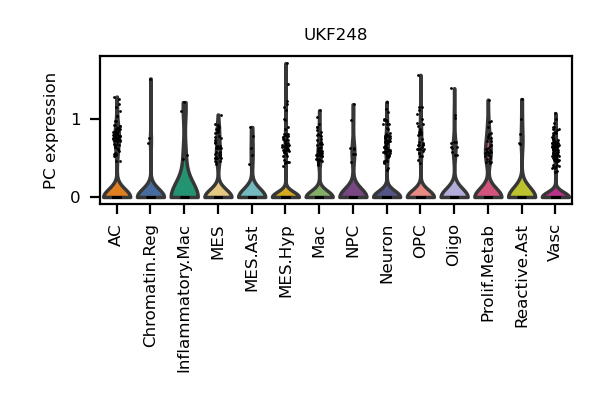 UKF248
PC expression
1
0
AC
Chromatin.Reg
Inflammatory.Mac
MES
MES.Ast
MES.Hyp
Mac
NPC
Neuron
OPC
Oligo
Prolif.Metab
Reactive.Ast
Vasc